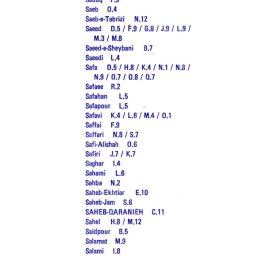 Saeb O.4
Saeb-e-Tabrizi N.12
Saeed D.5 / F.9 / G.8 / J.9 / L.9 /
M.3 / M.8
Saeed-e-Sheybani B.7
Saeedi L.4
Safa D.5 / H.8 / K.4 / N.1 / N.8 /
N.9 / O.7 / O.8 / Q.7
Safaee R.2
Safahan L.5
Safapour L.5
Safavi K.4 / L.6 / M.4 / O.1
Saffai F.9
Saffari N.8 / S.7
Safi-Alishah O.6
Safiri J.7 / K.7
Saghar I.4
Sahami L.6
Sahba N.2
Sahab-Ekhtiar E.10
Saheb-Jam S.6
SAHEB-QARANIEH C.11
Sahel H.8 / M.12
Saidpour B.5
Salamat M.9
Salami I.8